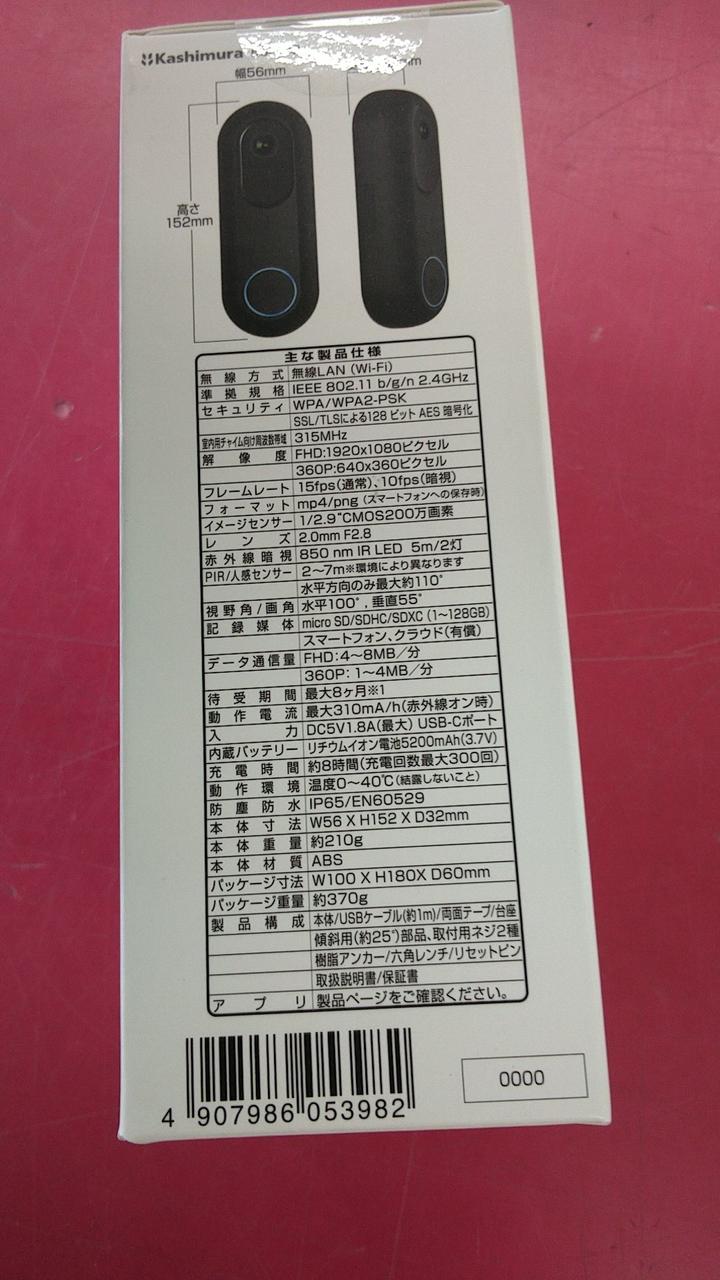 Kashimura
幅56mm
mm
高さ
152mm
主な製品仕様
無線方式 無線LAN (Wi-Fi)
準拠規格 IEEE 802.11 b/g/n 2.4GHz
セキュリティ WPA/WPA2-PSK
SSL/TLSによる128 ビット AES 暗号化
室内用チャイム向け周波数帯域 315MHz
解像度 FHD:1920x1080ピクセル
360P:640x360ピクセル
フレームレート 15fps(通常)、10fps(暗視)
フォーマット mp4/png (スマートフォンへの保存時)
イメージセンサー 1/2.9"CMOS200万画素
レンズ 2.0mm F2.8
赤外線暗視 850 nm IR LED 5m/2灯
PIR/人感センサー 2〜7m※環境により異なります
水平方向のみ最大約110°
視野角/画角 水平100°, 垂直55°
記録媒体 micro SD/SDHC/SDXC (1〜128GB)
スマートフォン、クラウド(有償)
データ通信量 FHD:4〜8MB/分
360P: 1〜4MB/分
待受期間 最大8ヶ月※1
動作電流 最大310mA/h(赤外線オン時)
入力 DC5V1.8A(最大) USB-Cポート
内蔵バッテリー リチウムイオン電池5200mAh(3.7V)
充電時間 約8時間(充電回数最大300回)
動作環境 温度0〜40℃(結露しないこと)
防塵防水 IP65/EN60529
本体寸法 W56 X H152 X D32mm
本体重量 約210g
本体材質 ABS
パッケージ寸法 W100 X H180X D60mm
パッケージ重量 約370g
製品構成 本体/USBケーブル(約1m)/両面テープ/台座
傾斜用(約25°)部品、取付用ネジ2種
樹脂アンカー/六角レンチ/リセットピン
取扱説明書/保証書
アプリ 製品ページをご確認ください。
0000
4 907986 053982